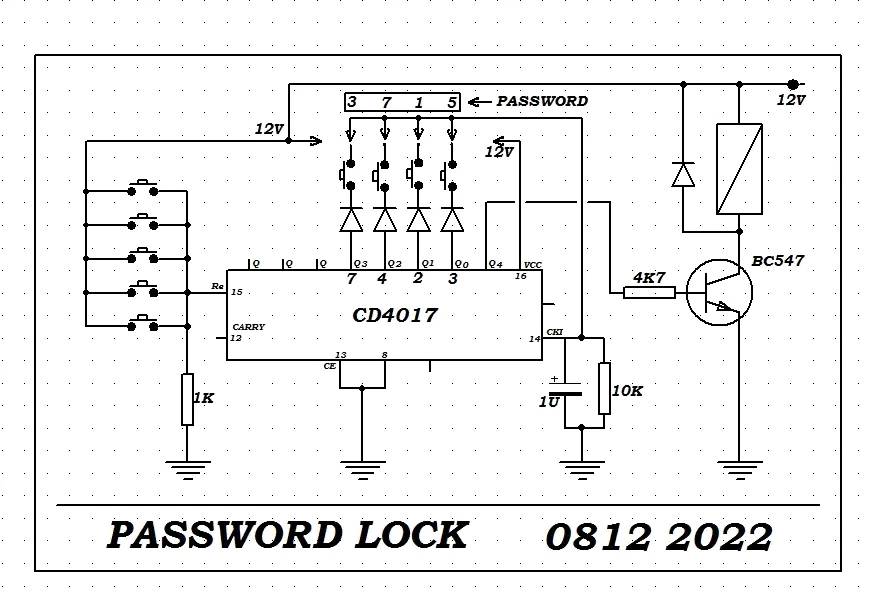 3 7 1 5 PASSWORD
12V
12V
12V
Q Q Q Q3 Q2 Q1 Q0 Q4 VCC
7 4 2 3 16
BC547
4K7
Re 15
CD4017
CARRY
12
CKI
14
13 8
CE
1K
+
1U
10K
PASSWORD LOCK 0812 2022